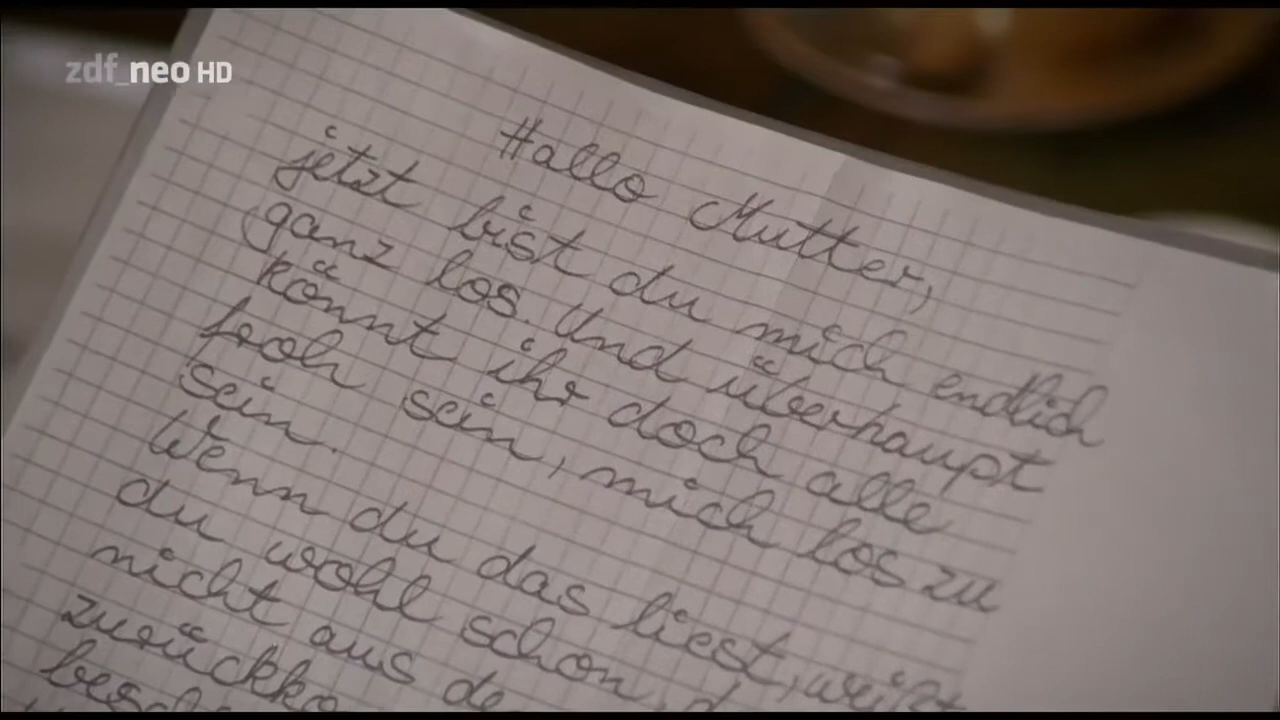 zdf_neo HD
Hallo Mutter,
jetzt bist du mich endlich
ganz los. Und überhaupt
könnt ihr doch alle
froh sein, mich los zu
sein.
Wenn du das liest, weißt
du wohl schon,
nicht aus